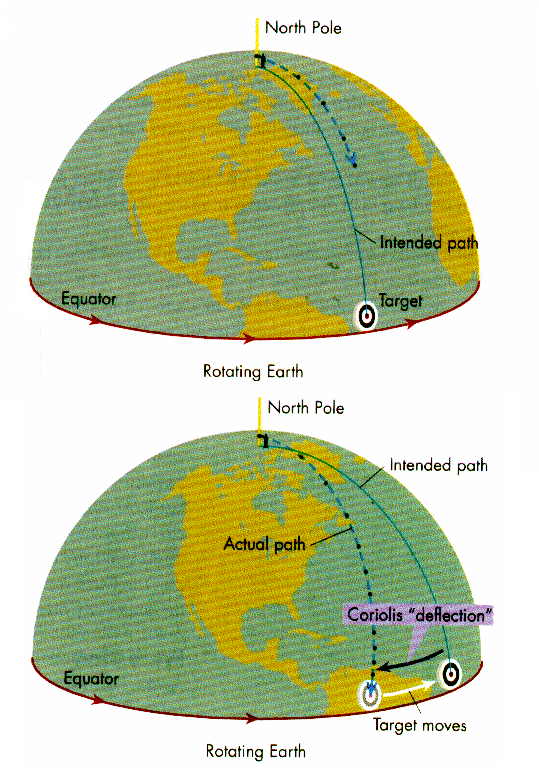 North Pole
Intended path
Equator
Target
Rotating Earth
North Pole
Intended path
Actual path
Coriolis "deflection"
Equator
Target moves
Rotating Earth